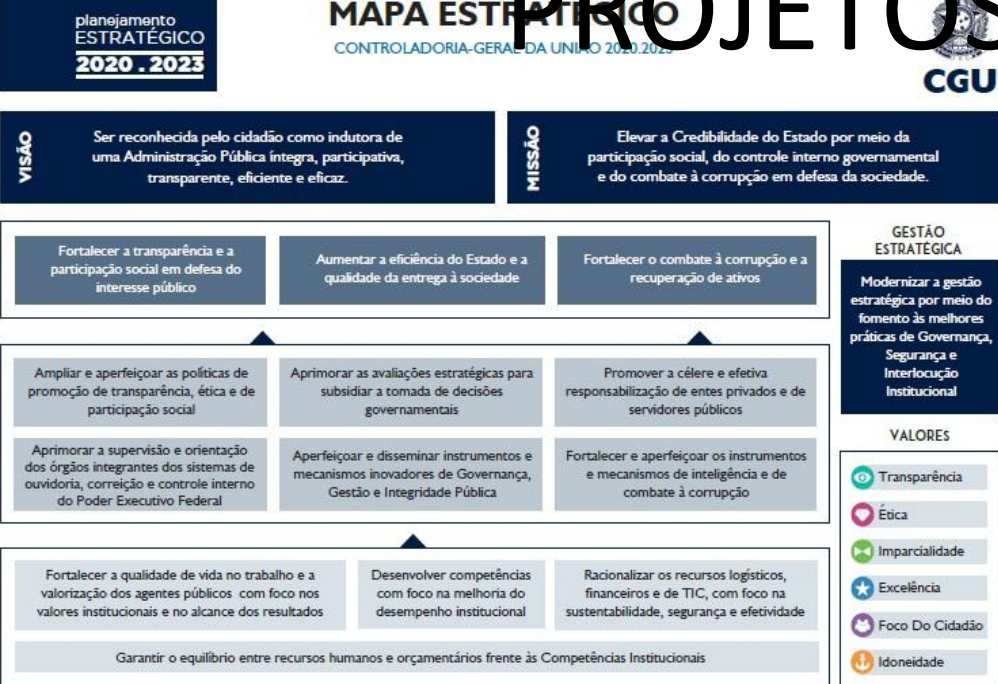 planejamento
ESTRATÉGICO
2020 . 2023
MAPA ESTRATÉGICO
PROJETOS
CONTROLADORIA-GERAL DA UNIÃO 2020.2023
CGU
VISÃO
Ser reconhecida pelo cidadão como indutora de
uma Administração Pública íntegra, participativa,
transparente, eficiente e eficaz.
MISSÃO
Elevar a Credibilidade do Estado por meio da
participação social, do controle interno governamental
e do combate à corrupção em defesa da sociedade.
Fortalecer a transparência e a
participação social em defesa do
interesse público
Aumentar a eficiência do Estado e a
qualidade da entrega à sociedade
Fortalecer o combate à corrupção e a
recuperação de ativos
Ampliar e aperfeiçoar as políticas de
promoção de transparência, ética e de
participação social
Aprimorar as avaliações estratégicas para
subsidiar a tomada de decisões
governamentais
Promover a célere e efetiva
responsabilização de entes privados e de
servidores públicos
Aprimorar a supervisão e orientação
dos órgãos integrantes dos sistemas de
ouvidoria, correição e controle interno
do Poder Executivo Federal
Aperfeiçoar e disseminar instrumentos e
mecanismos inovadores de Governança,
Gestão e Integridade Pública
Fortalecer e aperfeiçoar os instrumentos
e mecanismos de inteligência e de
combate à corrupção
Fortalecer a qualidade de vida no trabalho e a
valorização dos agentes públicos com foco nos
valores institucionais e no alcance dos resultados
Desenvolver competências
com foco na melhoria do
desempenho institucional
Racionalizar os recursos logísticos,
financeiros e de TIC, com foco na
sustentabilidade, segurança e efetividade
Garantir o equilíbrio entre recursos humanos e orçamentários frente às Competências Institucionais
GESTÃO
ESTRATÉGICA
Modernizar a gestão
estratégica por meio do
fomento às melhores
práticas de Governança,
Segurança e
Interlocução
Institucional
VALORES
Transparência
Ética
Imparcialidade
Excelência
Foco Do Cidadão
Idoneidade